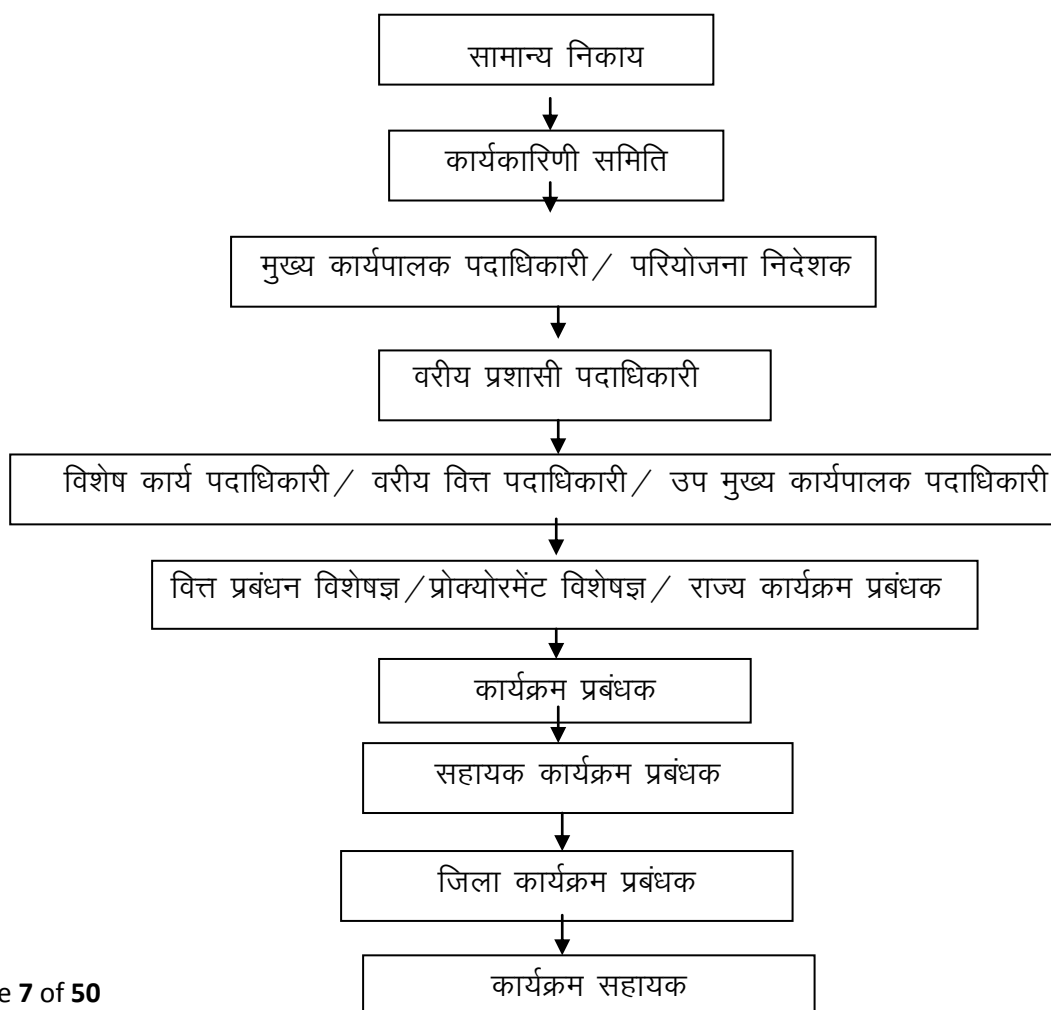 सामान्य निकाय
कार्यकारिणी समिति
मुख्य कार्यपालक पदाधिकारी/ परियोजना निदेशक
वरीय प्रशासी पदाधिकारी
विशेष कार्य पदाधिकारी/ वरीय वित्त पदाधिकारी/ उप मुख्य कार्यपालक पदाधिकारी
वित्त प्रबंधन विशेषज्ञ/प्रोक्योरमेंट विशेषज्ञ/ राज्य कार्यक्रम प्रबंधक
कार्यक्रम प्रबंधक
सहायक कार्यक्रम प्रबंधक
जिला कार्यक्रम प्रबंधक
कार्यक्रम सहायक
e 7 of 50